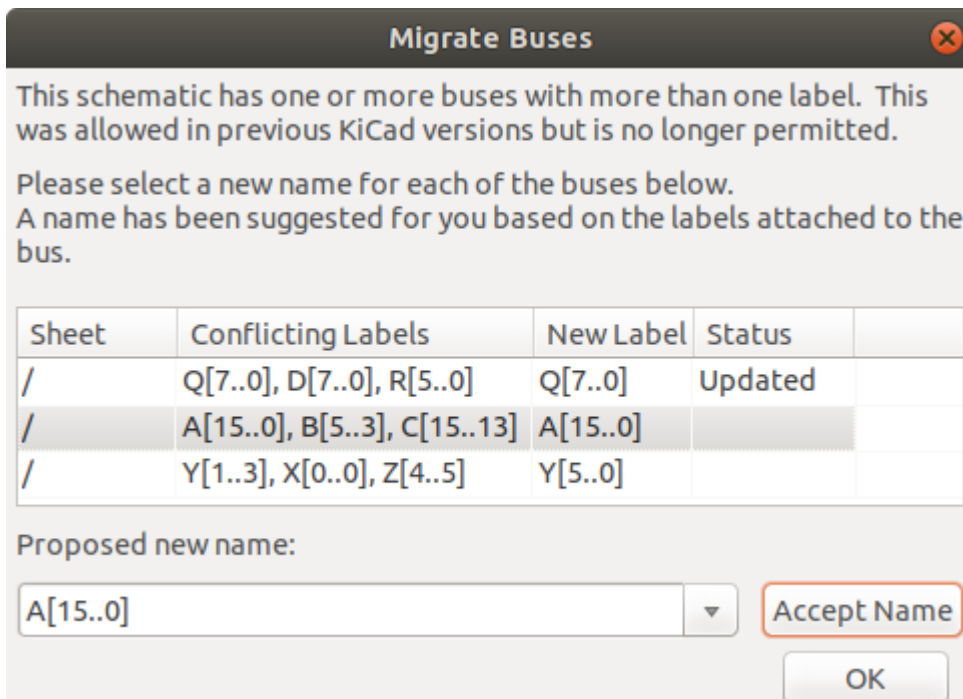 Migrate Buses
This schematic has one or more buses with more than one label.  This
was allowed in previous KiCad versions but is no longer permitted.
Please select a new name for each of the buses below.
A name has been suggested for you based on the labels attached to the
bus.
Sheet Conflicting Labels New Label Status
/ Q[7..0], D[7..0], R[5..0] Q[7..0] Updated
/ A[15..0], B[5..3], C[15..13] A[15..0]
/ Y[1..3], X[0..0], Z[4..5] Y[5..0]
Proposed new name:
A[15..0] Accept Name
OK